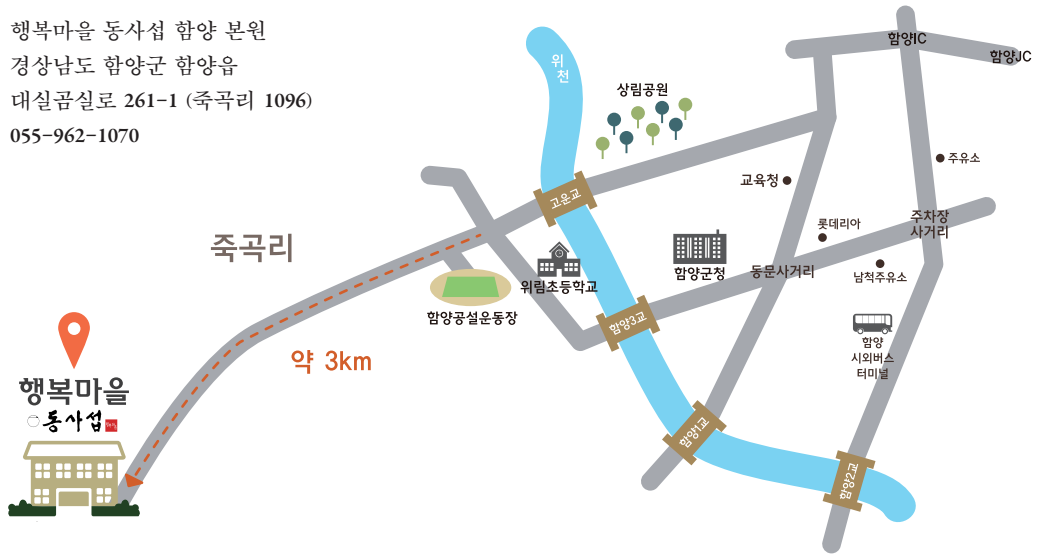 행복마을 동사섭 함양 본원
경상남도 함양군 함양읍
대실곰실로 261-1 (죽곡리 1096)
055-962-1070
위천
상림공원
함양IC
함양JC
고운교
교육청
주유소
롯데리아
주차장
사거리
죽곡리
위림초등학교
함양군청
동문사거리
남척주유소
함양공설운동장
함양3교
함양
시외버스
터미널
약 3km
행복마을
동사섭
함양1교
함양2교